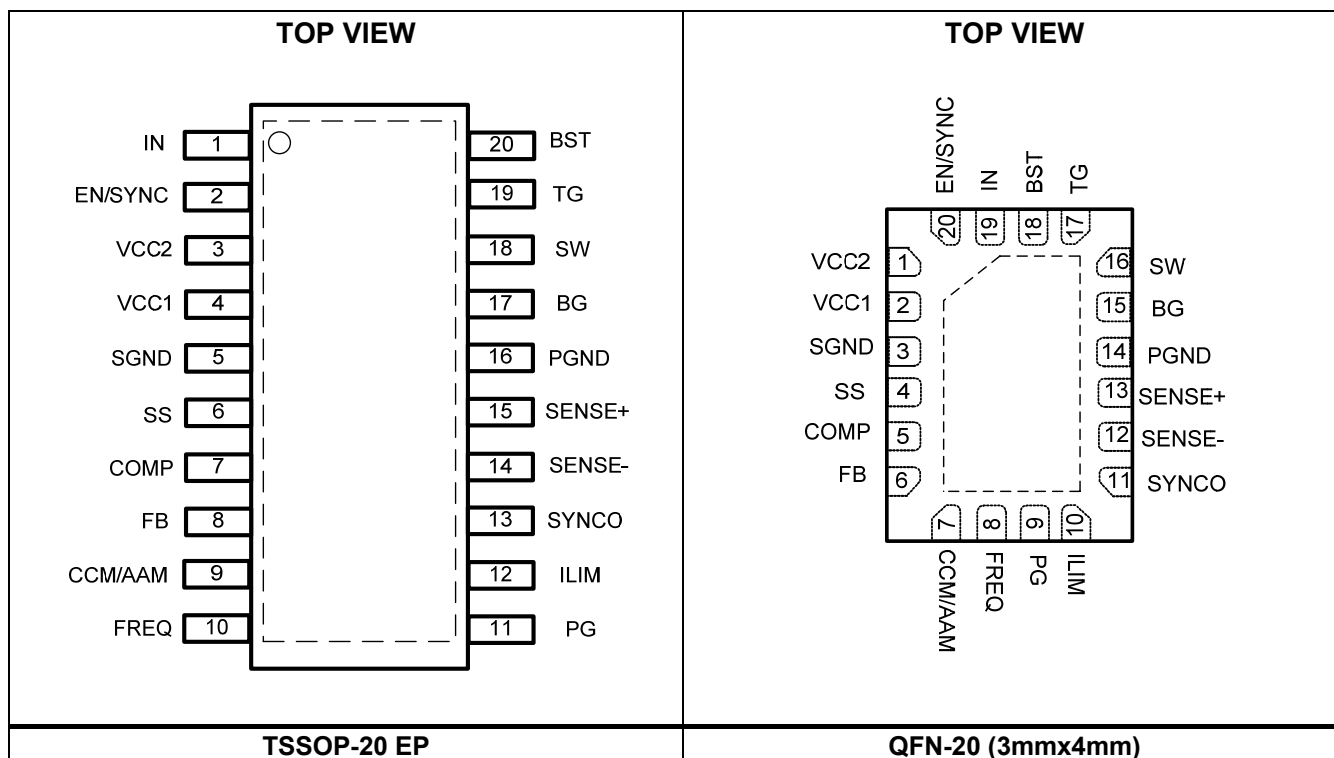 TOP VIEW
IN 1
EN/SYNC 2
VCC2 3
VCC1 4
SGND 5
SS 6
COMP 7
FB 8
CCM/AAM 9
FREQ 10
20 BST
19 TG
18 SW
17 BG
16 PGND
15 SENSE+
14 SENSE-
13 SYNCO
12 ILIM
11 PG
TSSOP-20 EP
TOP VIEW
EN/SYNC 20
IN 19
BST 18
TG 17
VCC2 1
VCC1 2
SGND 3
SS 4
COMP 5
FB 6
16 SW
15 BG
14 PGND
13 SENSE+
12 SENSE-
11 SYNCO
7 CCM/AAM
8 FREQ
9 PG
10 ILIM
QFN-20 (3mmx4mm)